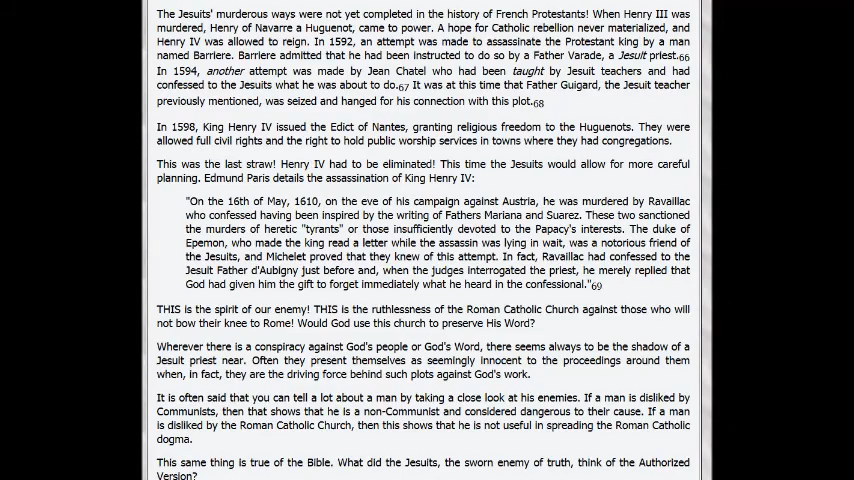 The Jesuits' murderous ways were not yet completed in the history of French Protestants! When Henry III was
murdered, Henry of Navarre a Huguenot, came to power. A hope for Catholic rebellion never materialized, and
Henry IV was allowed to reign. In 1592, an attempt was made to assassinate the Protestant king by a man
named Barriere. Barriere admitted that he had been instructed to do so by a Father Varade, a Jesuit priest.66
In 1594, another attempt was made by Jean Chatel who had been taught by Jesuit teachers and had
confessed to the Jesuits what he was about to do.67 It was at this time that Father Guigard, the Jesuit teacher
previously mentioned, was seized and hanged for his connection with this plot.68
In 1598, King Henry IV issued the Edict of Nantes, granting religious freedom to the Huguenots. They were
allowed full civil rights and the right to hold public worship services in towns where they had congregations.
This was the last straw! Henry IV had to be eliminated! This time the Jesuits would allow for more careful
planning. Edmund Paris details the assassination of King Henry IV:
"On the 16th of May, 1610, on the eve of his campaign against Austria, he was murdered by Ravaillac
who confessed having been inspired by the writing of Fathers Mariana and Suarez. These two sanctioned
the murders of heretic "tyrants" or those insufficiently devoted to the Papacy's interests. The duke of
Epemon, who made the king read a letter while the assassin was lying in wait, was a notorious friend of
the Jesuits, and Michelet proved that they knew of this attempt. In fact, Ravaillac had confessed to the
Jesuit Father d'Aubigny just before and, when the judges interrogated the priest, he merely replied that
God had given him the gift to forget immediately what he heard in the confessional."69
THIS is the spirit of our enemy! THIS is the ruthlessness of the Roman Catholic Church against those who will
not bow their knee to Rome! Would God use this church to preserve His Word?
Wherever there is a conspiracy against God's people or God's Word, there seems always to be the shadow of a
Jesuit priest near. Often they present themselves as seemingly innocent to the proceedings around them
when, in fact, they are the driving force behind such plots against God's work.
It is often said that you can tell a lot about a man by taking a close look at his enemies. If a man is disliked by
Communists, then that shows that he is a non-Communist and considered dangerous to their cause. If a man
is disliked by the Roman Catholic Church, then this shows that he is not useful in spreading the Roman Catholic
dogma.
This same thing is true of the Bible. What did the Jesuits, the sworn enemy of truth, think of the Authorized
Version?